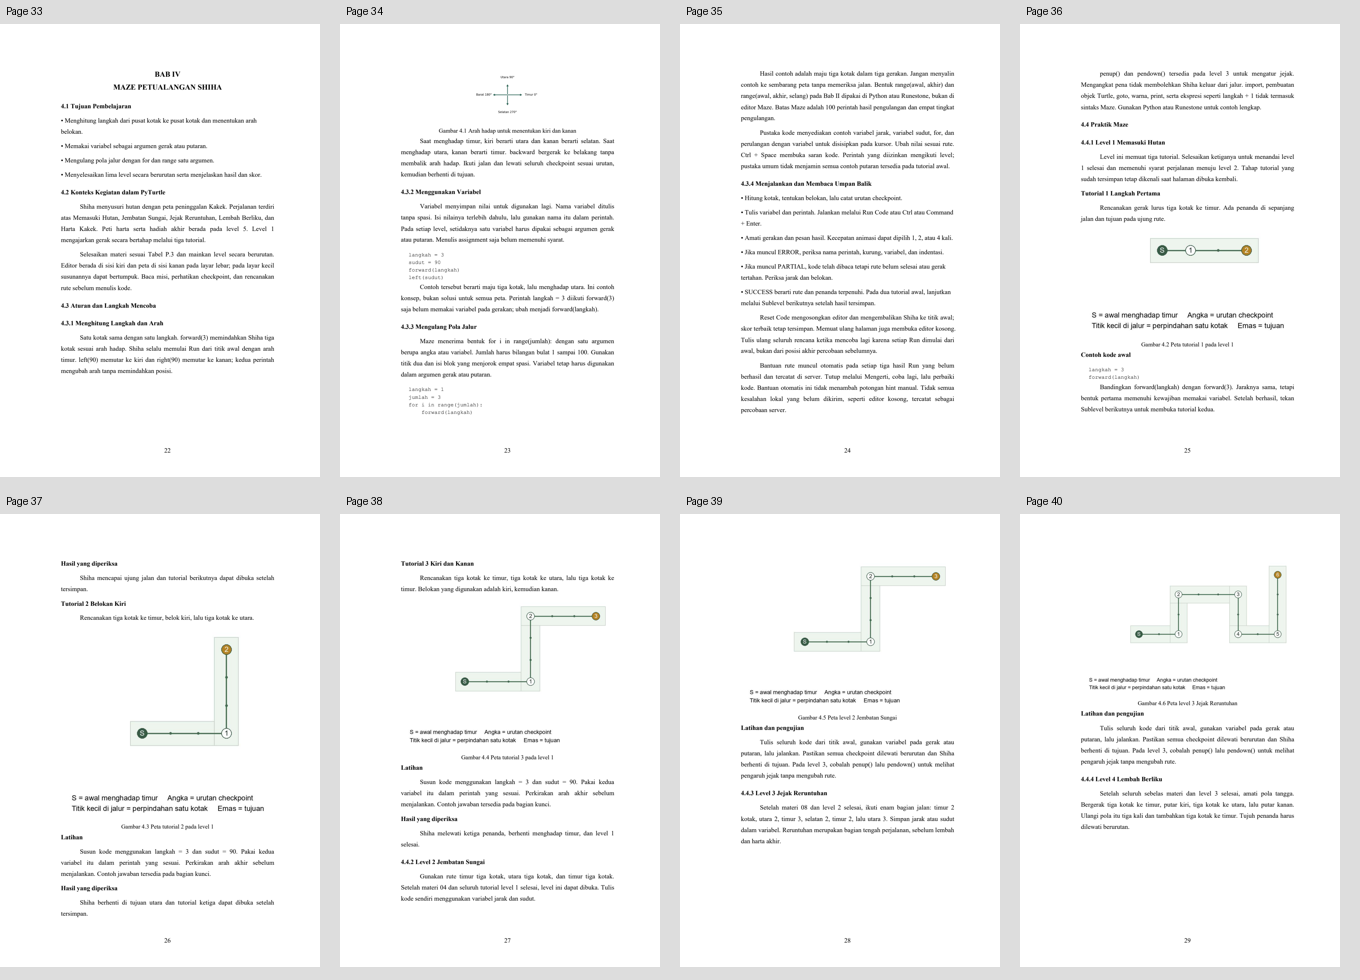 Page 33
BAB IV
MAZE PETUALANGAN SHIHA
4.1 Tujuan Pembelajaran
• Menghitung langkah dari pusat kotak ke pusat kotak dan menentukan arah
belokan.
• Memakai variabel sebagai argumen gerak atau putaran.
• Mengulang pola jalur dengan for dan range satu argumen.
• Menyelesaikan lima level secara berurutan serta menjelaskan hasil dan skor.
4.2 Konteks Kegiatan dalam PyTurtle
Shiha menyusuri hutan dengan peta peninggalan Kakek. Perjalanan terdiri
atas Memasuki Hutan, Jembatan Sungai, Jejak Reruntuhan, Lembah Berliku, dan
Harta Kakek. Peti harta serta hadiah akhir berada pada level 5. Level 1
mengajarkan gerak secara bertahap melalui tiga tutorial.
Selesaikan materi sesuai Tabel P.3 dan mainkan level secara berurutan.
Editor berada di sisi kiri dan peta di sisi kanan pada layar lebar; pada layar kecil
susunannya dapat bertumpuk. Baca misi, perhatikan checkpoint, dan rencanakan
rute sebelum menulis kode.
4.3 Aturan dan Langkah Mencoba
4.3.1 Menghitung Langkah dan Arah
Satu kotak sama dengan satu langkah. forward(3) memindahkan Shiha tiga
kotak sesuai arah hadap. Shiha selalu memulai Run dari titik awal dengan arah
timur. left(90) memutar ke kiri dan right(90) memutar ke kanan; kedua perintah
mengubah arah tanpa memindahkan posisi.
22
Page 34
Utara 90°
Barat 180° Timur 0°
Selatan 270°
Gambar 4.1 Arah hadap untuk menentukan kiri dan kanan
Saat menghadap timur, kiri berarti utara dan kanan berarti selatan. Saat
menghadap utara, kanan berarti timur. backward bergerak ke belakang tanpa
membalik arah hadap. Ikuti jalan dan lewati seluruh checkpoint sesuai urutan,
kemudian berhenti di tujuan.
4.3.2 Menggunakan Variabel
Variabel menyimpan nilai untuk digunakan lagi. Nama variabel ditulis
tanpa spasi. Isi nilainya terlebih dahulu, lalu gunakan nama itu dalam perintah.
Pada setiap level, setidaknya satu variabel harus dipakai sebagai argumen gerak
atau putaran. Menulis assignment saja belum memenuhi syarat.
langkah = 3
sudut = 90
forward(langkah)
left(sudut)
Contoh tersebut berarti maju tiga kotak, lalu menghadap utara. Ini contoh
konsep, bukan solusi untuk semua peta. Perintah langkah = 3 diikuti forward(3)
saja belum memakai variabel pada gerakan; ubah menjadi forward(langkah).
4.3.3 Mengulang Pola Jalur
Maze menerima bentuk for i in range(jumlah): dengan satu argumen
berupa angka atau variabel. Jumlah harus bilangan bulat 1 sampai 100. Gunakan
titik dua dan isi blok yang menjorok empat spasi. Variabel tetap harus digunakan
dalam argumen gerak atau putaran.
langkah = 1
jumlah = 3
for i in range(jumlah):
    forward(langkah)
23
Page 35
Hasil contoh adalah maju tiga kotak dalam tiga gerakan. Jangan menyalin
contoh ke sembarang peta tanpa memeriksa jalan. Bentuk range(awal, akhir) dan
range(awal, akhir, selang) pada Bab II dipakai di Python atau Runestone, bukan di
editor Maze. Batas Maze adalah 100 perintah hasil pengulangan dan empat tingkat
pengulangan.
Pustaka kode menyediakan contoh variabel jarak, variabel sudut, for, dan
perulangan dengan variabel untuk disisipkan pada kursor. Ubah nilai sesuai rute.
Ctrl + Space membuka saran kode. Perintah yang diizinkan mengikuti level;
pustaka umum tidak menjamin semua contoh putaran tersedia pada tutorial awal.
4.3.4 Menjalankan dan Membaca Umpan Balik
• Hitung kotak, tentukan belokan, lalu catat urutan checkpoint.
• Tulis variabel dan perintah. Jalankan melalui Run Code atau Ctrl atau Command
+ Enter.
• Amati gerakan dan pesan hasil. Kecepatan animasi dapat dipilih 1, 2, atau 4 kali.
• Jika muncul ERROR, periksa nama perintah, kurung, variabel, dan indentasi.
• Jika muncul PARTIAL, kode telah dibaca tetapi rute belum selesai atau gerak
tertahan. Periksa jarak dan belokan.
• SUCCESS berarti rute dan penanda terpenuhi. Pada dua tutorial awal, lanjutkan
melalui Sublevel berikutnya setelah hasil tersimpan.
Reset Code mengosongkan editor dan mengembalikan Shiha ke titik awal;
skor terbaik tetap tersimpan. Memuat ulang halaman juga membuka editor kosong.
Tulis ulang seluruh rencana ketika mencoba lagi karena setiap Run dimulai dari
awal, bukan dari posisi akhir percobaan sebelumnya.
Bantuan rute muncul otomatis pada setiap tiga hasil Run yang belum
berhasil dan tercatat di server. Tutup melalui Mengerti, coba lagi, lalu perbaiki
kode. Bantuan otomatis ini tidak menambah potongan hint manual. Tidak semua
kesalahan lokal yang belum dikirim, seperti editor kosong, tercatat sebagai
percobaan server.
24
Page 36
penup() dan pendown() tersedia pada level 3 untuk mengatur jejak.
Mengangkat pena tidak membolehkan Shiha keluar dari jalur. import, pembuatan
objek Turtle, goto, warna, print, serta ekspresi seperti langkah + 1 tidak termasuk
sintaks Maze. Gunakan Python atau Runestone untuk contoh lengkap.
4.4 Praktik Maze
4.4.1 Level 1 Memasuki Hutan
Level ini memuat tiga tutorial. Selesaikan ketiganya untuk menandai level
1 selesai dan memenuhi syarat perjalanan menuju level 2. Tahap tutorial yang
sudah tersimpan tetap dikenali saat halaman dibuka kembali.
Tutorial 1 Langkah Pertama
Rencanakan gerak lurus tiga kotak ke timur. Ada penanda di sepanjang
jalan dan tujuan pada ujung rute.
S 1 2
S = awal menghadap timur Angka = urutan checkpoint
Titik kecil di jalur = perpindahan satu kotak Emas = tujuan
Gambar 4.2 Peta tutorial 1 pada level 1
Contoh kode awal
langkah = 3
forward(langkah)
Bandingkan forward(langkah) dengan forward(3). Jaraknya sama, tetapi
bentuk pertama memenuhi kewajiban memakai variabel. Setelah berhasil, tekan
Sublevel berikutnya untuk membuka tutorial kedua.
25
Page 37
Hasil yang diperiksa
Shiha mencapai ujung jalan dan tutorial berikutnya dapat dibuka setelah
tersimpan.
Tutorial 2 Belokan Kiri
Rencanakan tiga kotak ke timur, belok kiri, lalu tiga kotak ke utara.
2
S 1
S = awal menghadap timur Angka = urutan checkpoint
Titik kecil di jalur = perpindahan satu kotak Emas = tujuan
Gambar 4.3 Peta tutorial 2 pada level 1
Latihan
Susun kode menggunakan langkah = 3 dan sudut = 90. Pakai kedua
variabel itu dalam perintah yang sesuai. Perkirakan arah akhir sebelum
menjalankan. Contoh jawaban tersedia pada bagian kunci.
Hasil yang diperiksa
Shiha berhenti di tujuan utara dan tutorial ketiga dapat dibuka setelah
tersimpan.
26
Page 38
Tutorial 3 Kiri dan Kanan
Rencanakan tiga kotak ke timur, tiga kotak ke utara, lalu tiga kotak ke
timur. Belokan yang digunakan adalah kiri, kemudian kanan.
2 3
S 1
S = awal menghadap timur Angka = urutan checkpoint
Titik kecil di jalur = perpindahan satu kotak Emas = tujuan
Gambar 4.4 Peta tutorial 3 pada level 1
Latihan
Susun kode menggunakan langkah = 3 dan sudut = 90. Pakai kedua
variabel itu dalam perintah yang sesuai. Perkirakan arah akhir sebelum
menjalankan. Contoh jawaban tersedia pada bagian kunci.
Hasil yang diperiksa
Shiha melewati ketiga penanda, berhenti menghadap timur, dan level 1
selesai.
4.4.2 Level 2 Jembatan Sungai
Gunakan rute timur tiga kotak, utara tiga kotak, dan timur tiga kotak.
Setelah materi 04 dan seluruh tutorial level 1 selesai, level ini dapat dibuka. Tulis
kode sendiri menggunakan variabel jarak dan sudut.
27
Page 39
2 3
S 1
S = awal menghadap timur Angka = urutan checkpoint
Titik kecil di jalur = perpindahan satu kotak Emas = tujuan
Gambar 4.5 Peta level 2 Jembatan Sungai
Latihan dan pengujian
Tulis seluruh kode dari titik awal, gunakan variabel pada gerak atau
putaran, lalu jalankan. Pastikan semua checkpoint dilewati berurutan dan Shiha
berhenti di tujuan. Pada level 3, cobalah penup() lalu pendown() untuk melihat
pengaruh jejak tanpa mengubah rute.
4.4.3 Level 3 Jejak Reruntuhan
Setelah materi 08 dan level 2 selesai, ikuti enam bagian jalan: timur 2
kotak, utara 2, timur 3, selatan 2, timur 2, lalu utara 3. Simpan jarak atau sudut
dalam variabel. Reruntuhan merupakan bagian tengah perjalanan, sebelum lembah
dan harta akhir.
28
Page 40
6
2 3
S 1 4 5
S = awal menghadap timur Angka = urutan checkpoint
Titik kecil di jalur = perpindahan satu kotak Emas = tujuan
Gambar 4.6 Peta level 3 Jejak Reruntuhan
Latihan dan pengujian
Tulis seluruh kode dari titik awal, gunakan variabel pada gerak atau
putaran, lalu jalankan. Pastikan semua checkpoint dilewati berurutan dan Shiha
berhenti di tujuan. Pada level 3, cobalah penup() lalu pendown() untuk melihat
pengaruh jejak tanpa mengubah rute.
4.4.4 Level 4 Lembah Berliku
Setelah seluruh sebelas materi dan level 3 selesai, amati pola tangga.
Bergerak tiga kotak ke timur, putar kiri, tiga kotak ke utara, lalu putar kanan.
Ulangi pola itu tiga kali dan tambahkan tiga kotak ke timur. Tujuh penanda harus
dilewati berurutan.
29